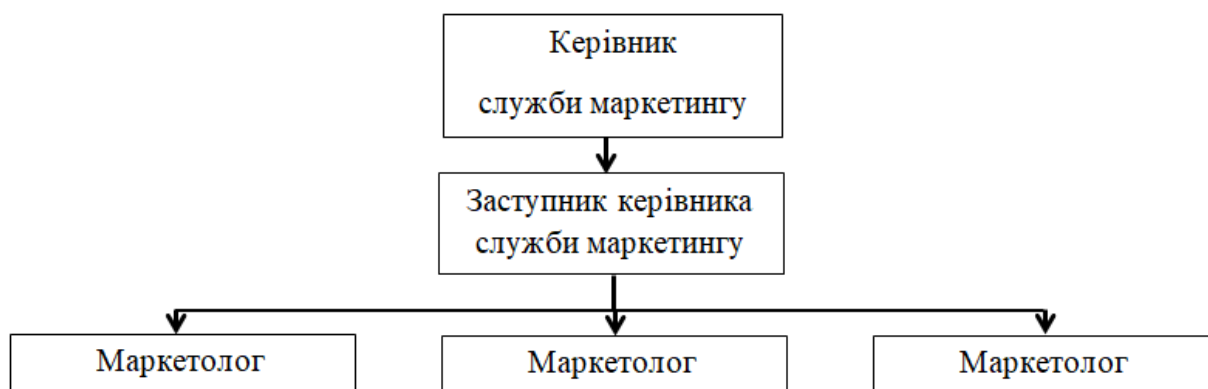 Керівник
служби маркетингу
Заступник керівника
служби маркетингу
Маркетолог
Маркетолог
Маркетолог